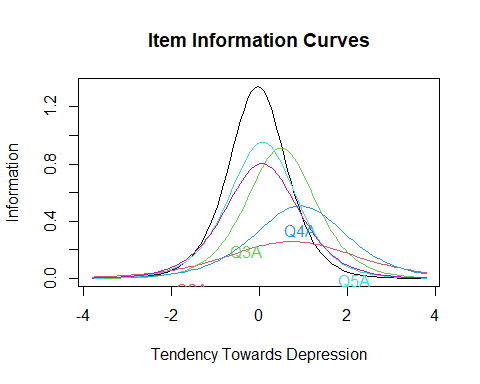 Item Information Curves
Information
1.2
0.8
0.4
0.0
Q4A
Q3A
Q5A
-4
-2
0
2
4
Tendency Towards Depression